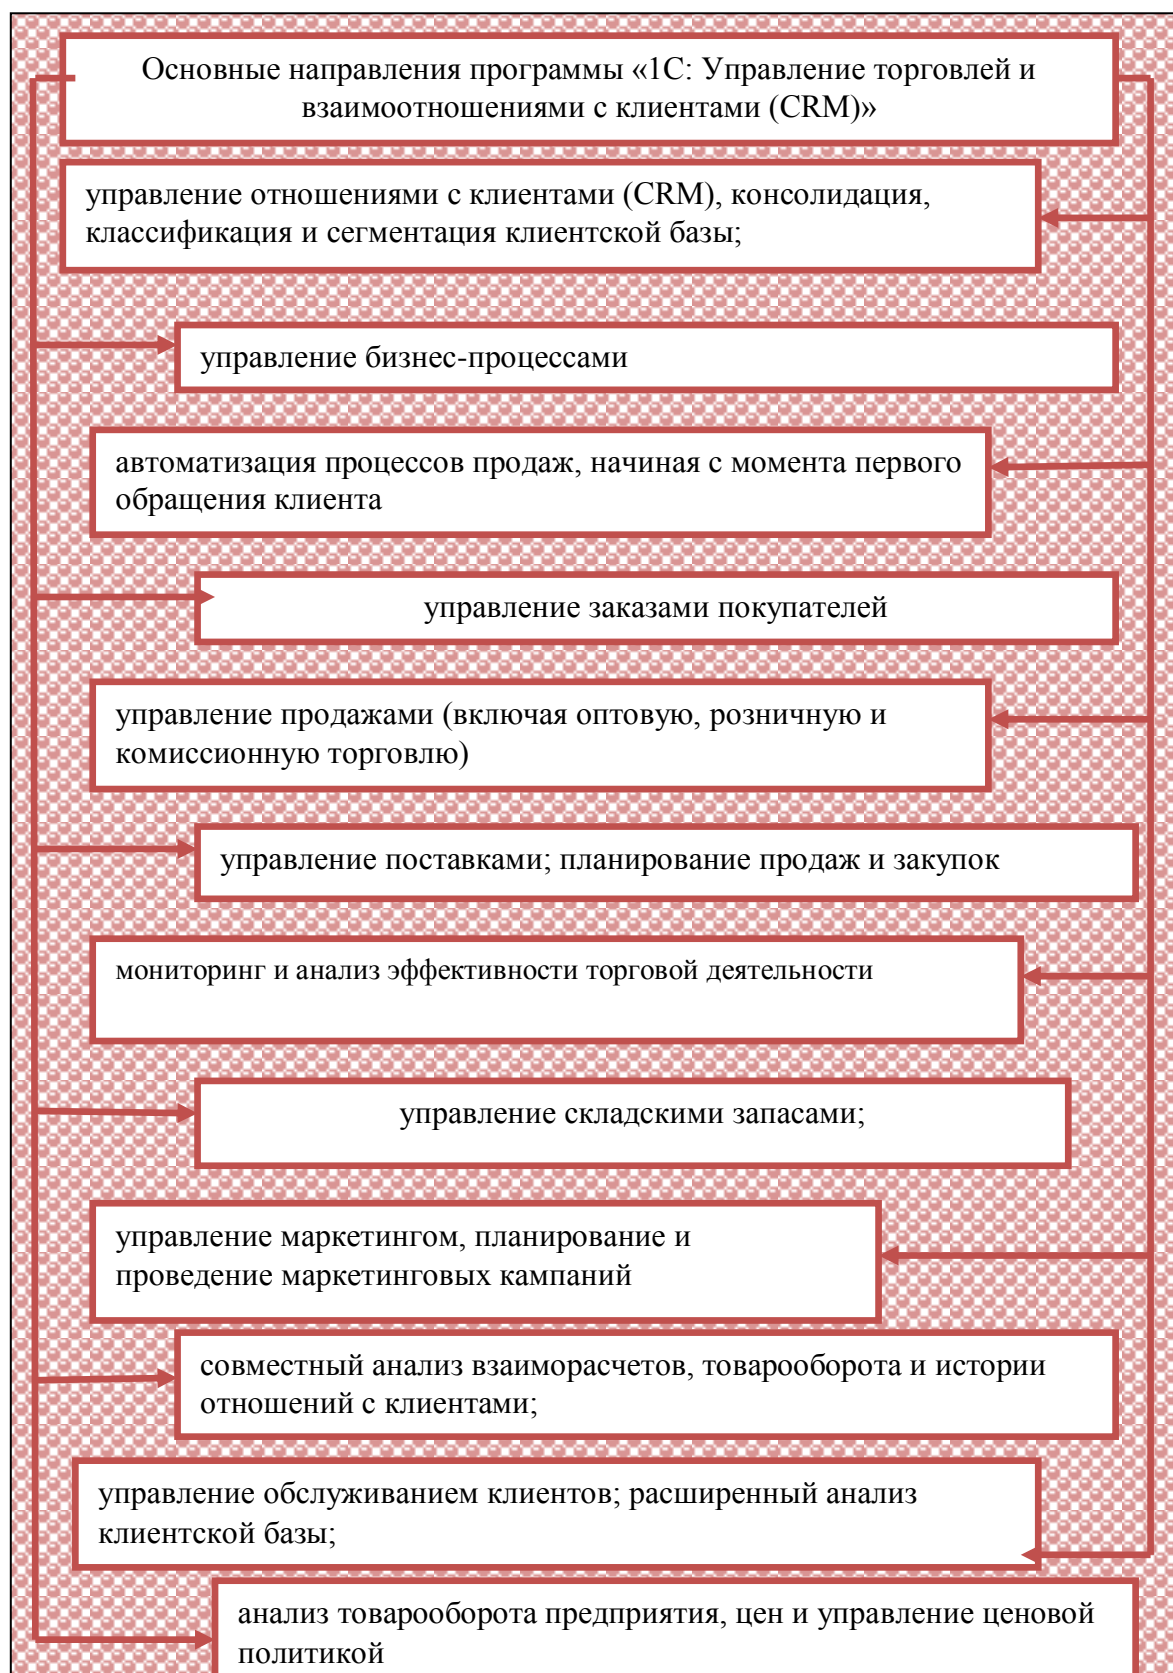 Основные направления программы «1С: Управление торговлей и
взаимоотношениями с клиентами (CRM)»
управление отношениями с клиентами (CRM), консолидация,
классификация и сегментация клиентской базы;
управление бизнес-процессами
автоматизация процессов продаж, начиная с момента первого
обращения клиента
управление заказами покупателей
управление продажами (включая оптовую, розничную и
комиссионную торговлю)
управление поставками; планирование продаж и закупок
мониторинг и анализ эффективности торговой деятельности
управление складскими запасами;
управление маркетингом, планирование и
проведение маркетинговых кампаний
совместный анализ взаиморасчетов, товарооборота и истории
отношений с клиентами;
управление обслуживанием клиентов; расширенный анализ
клиентской базы;
анализ товарооборота предприятия, цен и управление ценовой
политикой